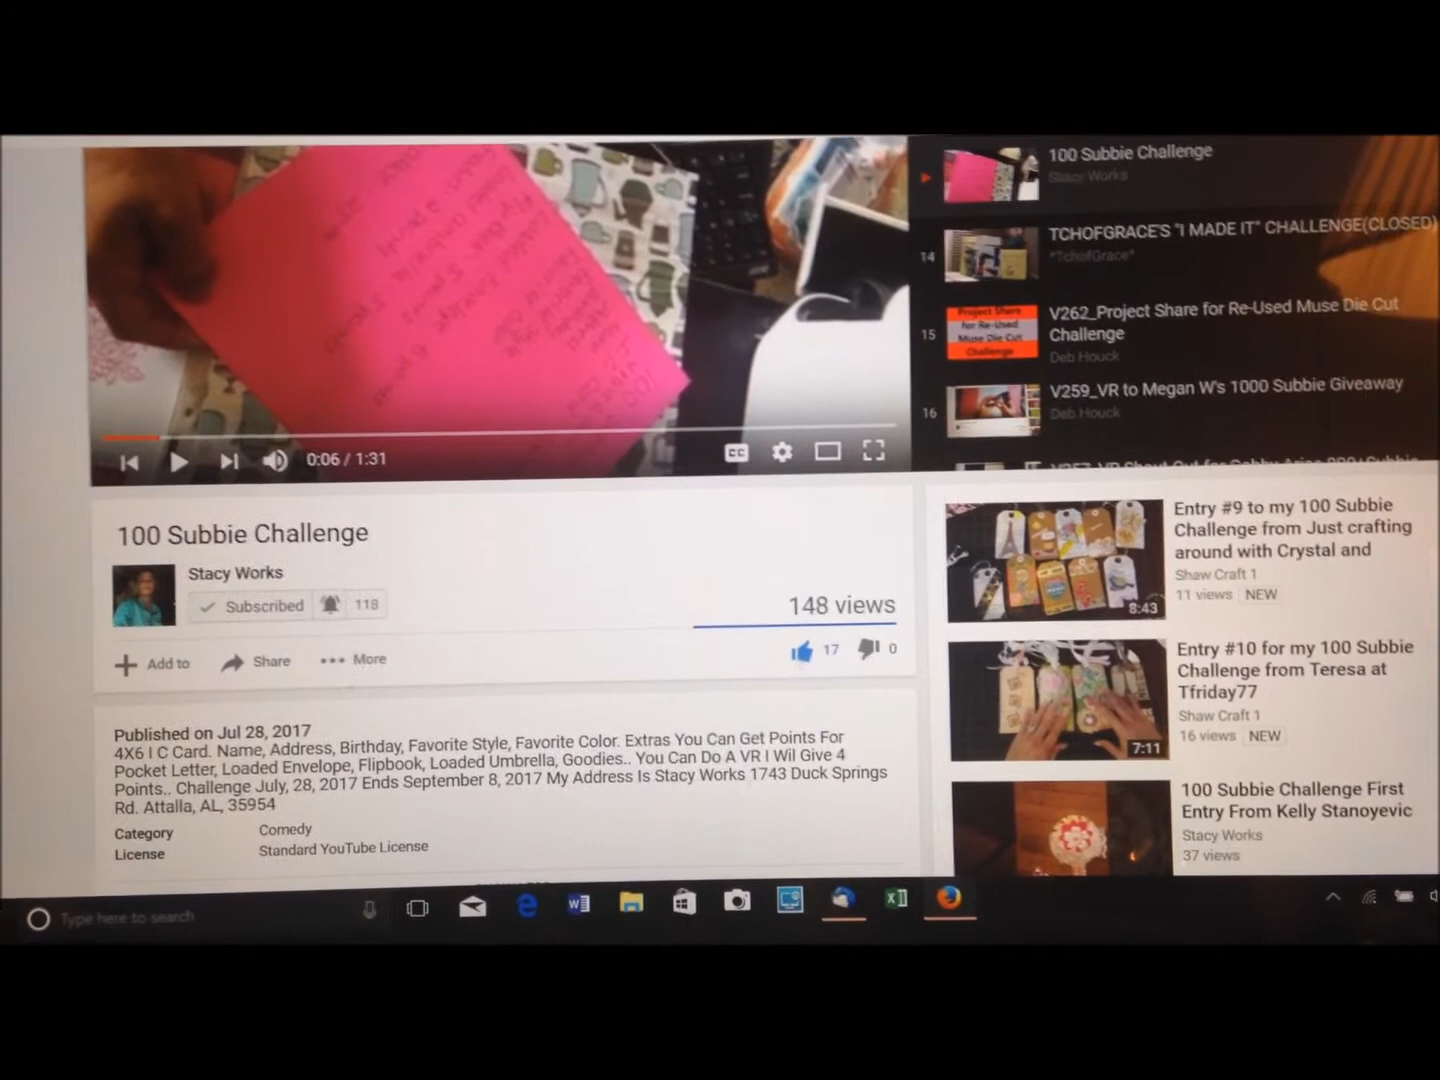 0:06 / 1:31
CC
100 Subbie Challenge
Stacy Works
Subscribed
118
148 views
Add to
Share
More
17
0
Published on Jul 28, 2017
4X6 I C Card. Name, Address, Birthday, Favorite Style, Favorite Color. Extras You Can Get Points For
Pocket Letter, Loaded Envelope, Flipbook, Loaded Umbrella, Goodies.. You Can Do A VR I Wil Give 4
Points.. Challenge July, 28, 2017 Ends September 8, 2017 My Address Is Stacy Works 1743 Duck Springs
Rd. Attalla, AL, 35954
Category
Comedy
License
Standard YouTube License
100 Subbie Challenge
Stacy Works
14
TCHOFGRACE'S "I MADE IT" CHALLENGE(CLOSED)
*TchofGrace*
15
Project Share
for Re-Used
Muse Die Cut
Challenge
V262_Project Share for Re-Used Muse Die Cut
Challenge
Deb Houck
16
V259_VR to Megan W's 1000 Subbie Giveaway
Deb Houck
8:43
Entry #9 to my 100 Subbie
Challenge from Just crafting
around with Crystal and
Shaw Craft 1
11 views NEW
7:11
Entry #10 for my 100 Subbie
Challenge from Teresa at
Tfriday77
Shaw Craft 1
16 views NEW
100 Subbie Challenge First
Entry From Kelly Stanoyevic
Stacy Works
37 views
Type here to search